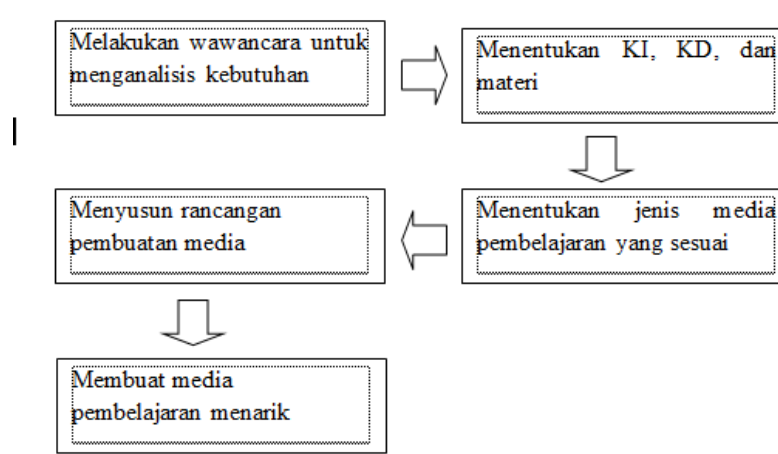 Melakukan wawancara untuk
menganalisis kebutuhan
Menentukan KI, KD, dan
materi
Menentukan jenis media
pembelajaran yang sesuai
Menyusun rancangan
pembuatan media
Membuat media
pembelajaran menarik